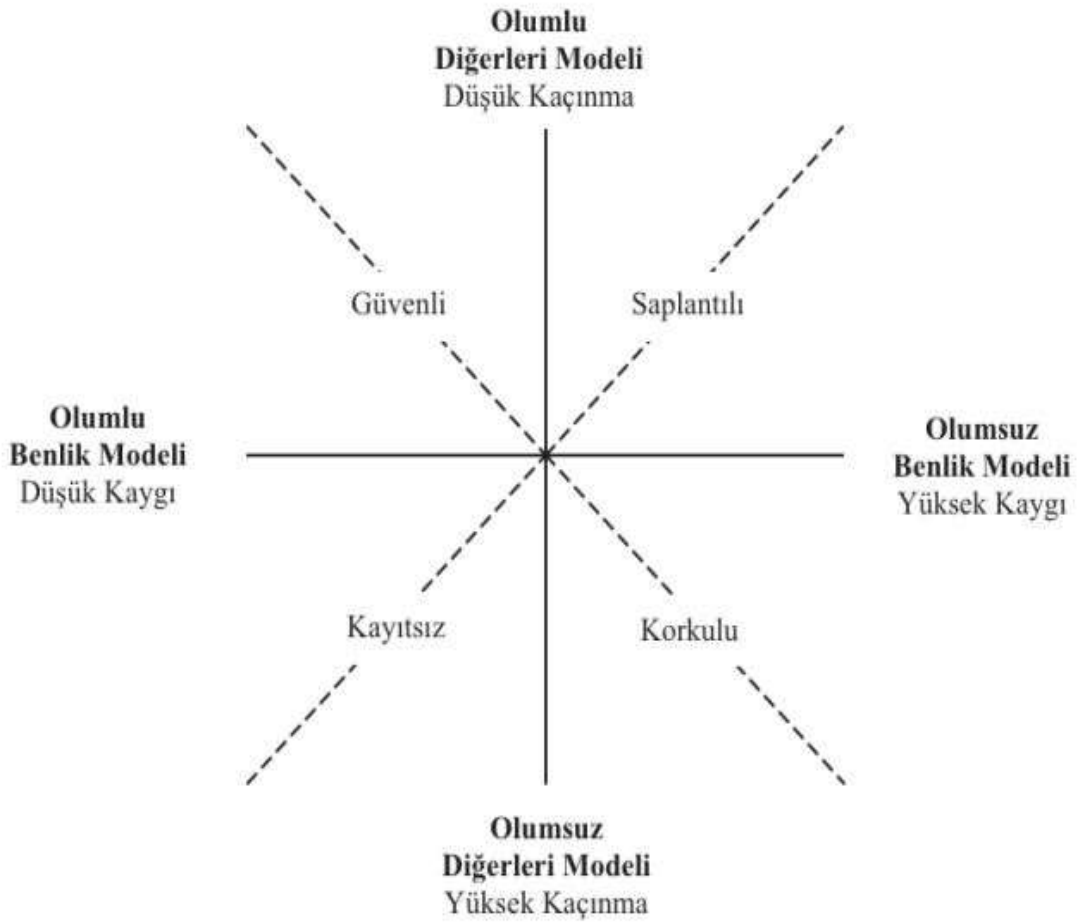 Olumlu
Diğerleri Modeli
Düşük Kaçınma
Güvenli
Saplantılı
Olumlu
Benlik Modeli
Düşük Kaygı
Olumsuz
Benlik Modeli
Yüksek Kaygı
Kayıtsız
Korkulu
Olumsuz
Diğerleri Modeli
Yüksek Kaçınma